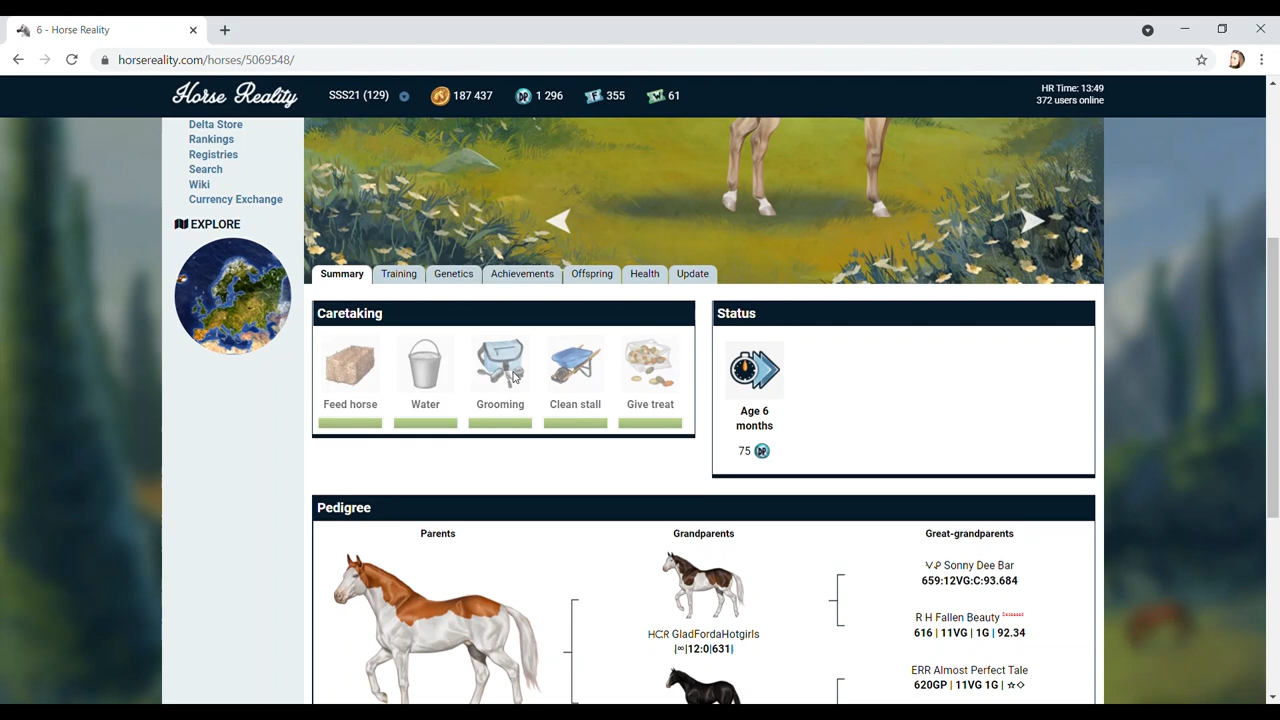 6 - Horse Reality
horsereality.com/horses/5069548/
Horse Reality
SSS21 (129)
187 437
DP 1 296
F 355
W 61
HR Time: 13:49
372 users online
Delta Store
Rankings
Registries
Search
Wiki
Currency Exchange
EXPLORE
Summary
Training
Genetics
Achievements
Offspring
Health
Update
Caretaking
Feed horse
Water
Grooming
Clean stall
Give treat
Status
Age 6
months
75 DP
Pedigree
Parents
Grandparents
Great-grandparents
Sonny Dee Bar
659:12VG:C:93.684
R H Fallen Beauty
616 | 11VG | 1G | 92.34
HCR GladFordaHotgirls
|∞|12:0|631|
ERR Almost Perfect Tale
620GP | 11VG 1G | ☆◇